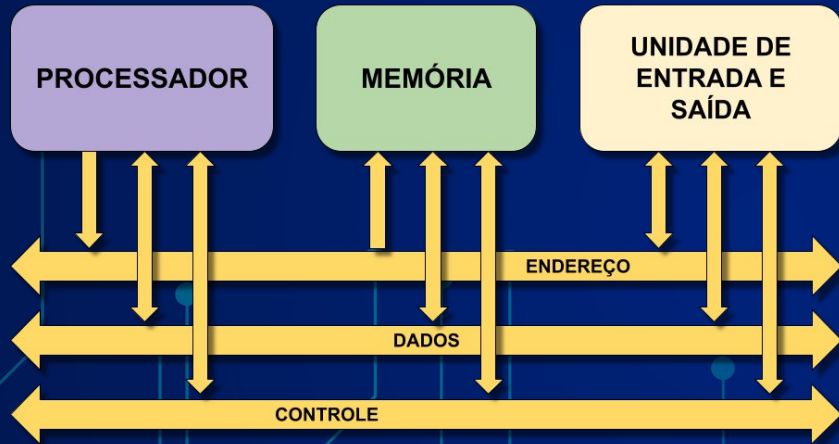 PROCESSADOR
MEMÓRIA
UNIDADE DE
ENTRADA E
SAÍDA
ENDEREÇO
DADOS
CONTROLE